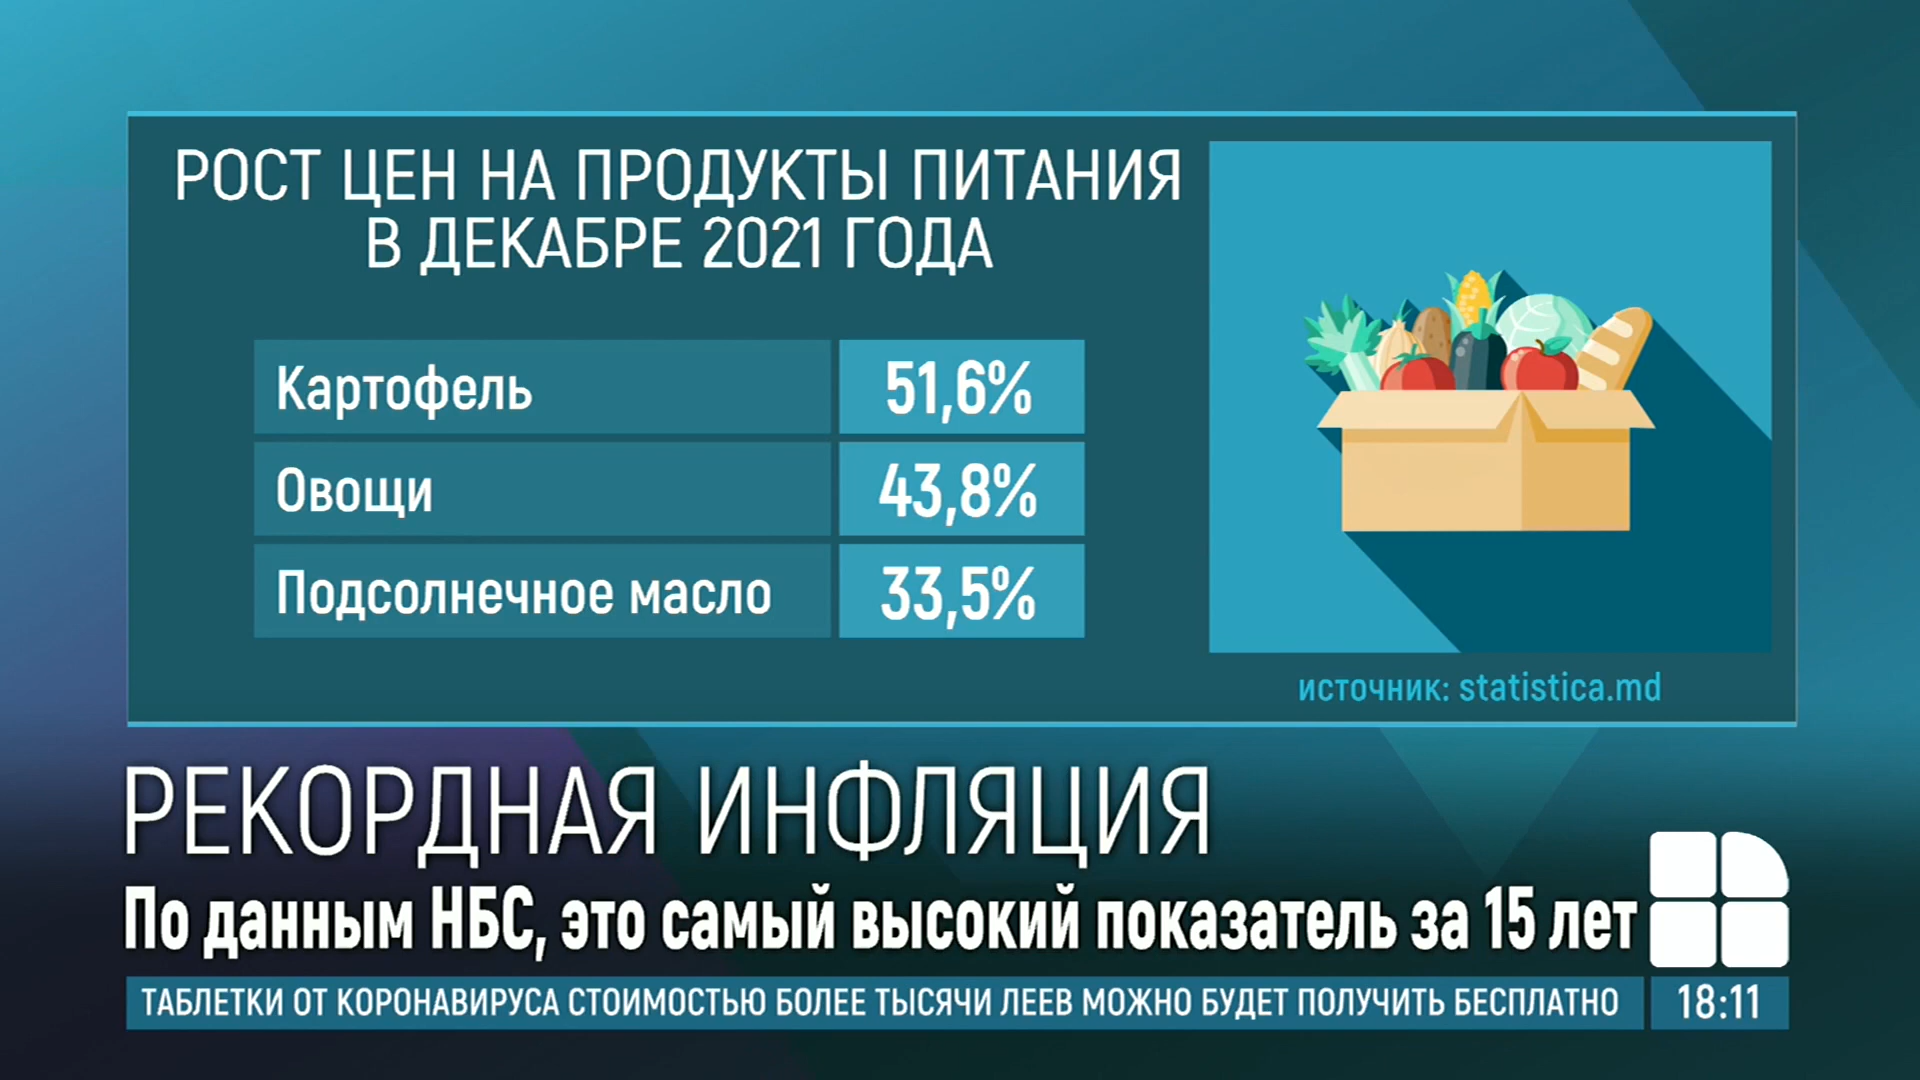 РОСТ ЦЕН НА ПРОДУКТЫ ПИТАНИЯ
В ДЕКАБРЕ 2021 ГОДА
Картофель 51,6%
Овощи 43,8%
Подсолнечное масло 33,5%
источник: statistica.md
РЕКОРДНАЯ ИНФЛЯЦИЯ
По данным НБС, это самый высокий показатель за 15 лет
ТАБЛЕТКИ ОТ КОРОНАВИРУСА СТОИМОСТЬЮ БОЛЕЕ ТЫСЯЧИ ЛЕЕВ МОЖНО БУДЕТ ПОЛУЧИТЬ БЕСПЛАТНО 18:11